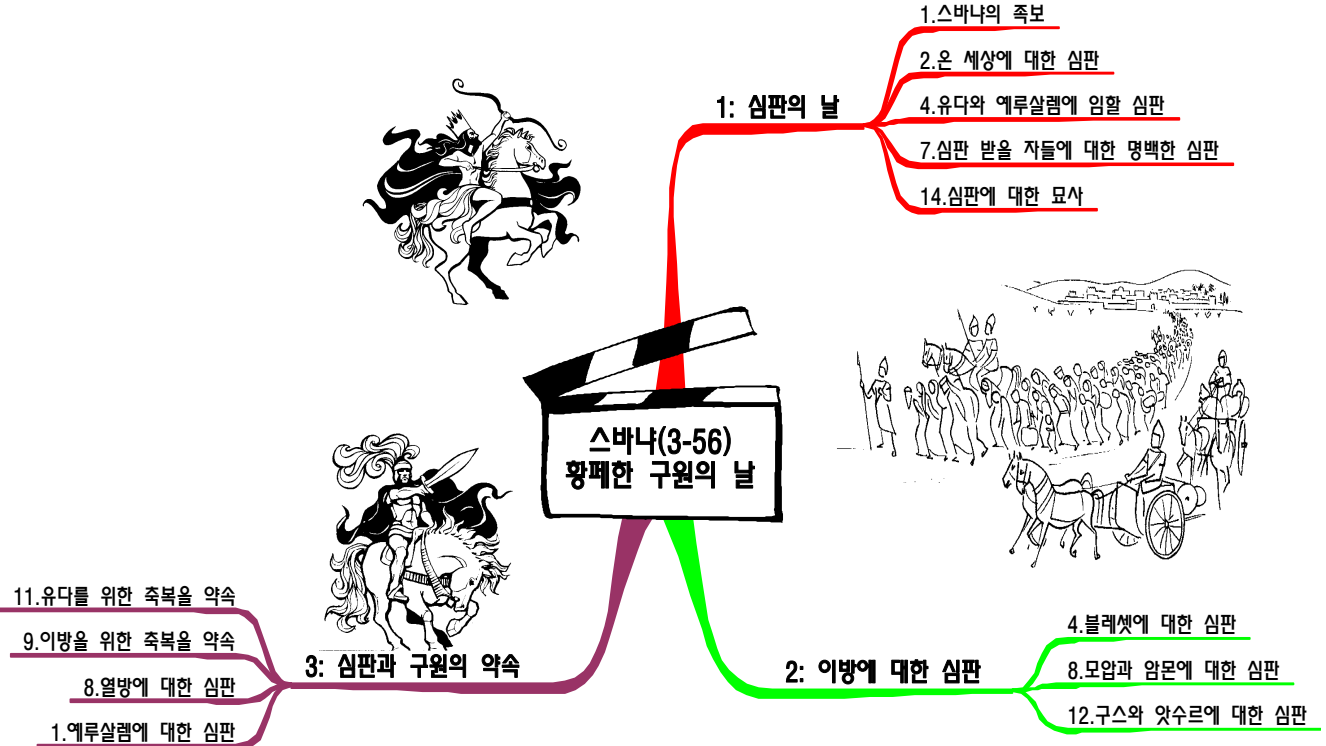 스바냐(3-56)
황폐한 구원의 날
1: 심판의 날
1.스바냐의 족보
2.온 세상에 대한 심판
4.유다와 예루살렘에 임할 심판
7.심판 받을 자들에 대한 명백한 심판
14.심판에 대한 묘사
2: 이방에 대한 심판
4.블레셋에 대한 심판
8.모압과 암몬에 대한 심판
12.구스와 앗수르에 대한 심판
3: 심판과 구원의 약속
11.유다를 위한 축복을 약속
9.이방을 위한 축복을 약속
8.열방에 대한 심판
1.예루살렘에 대한 심판